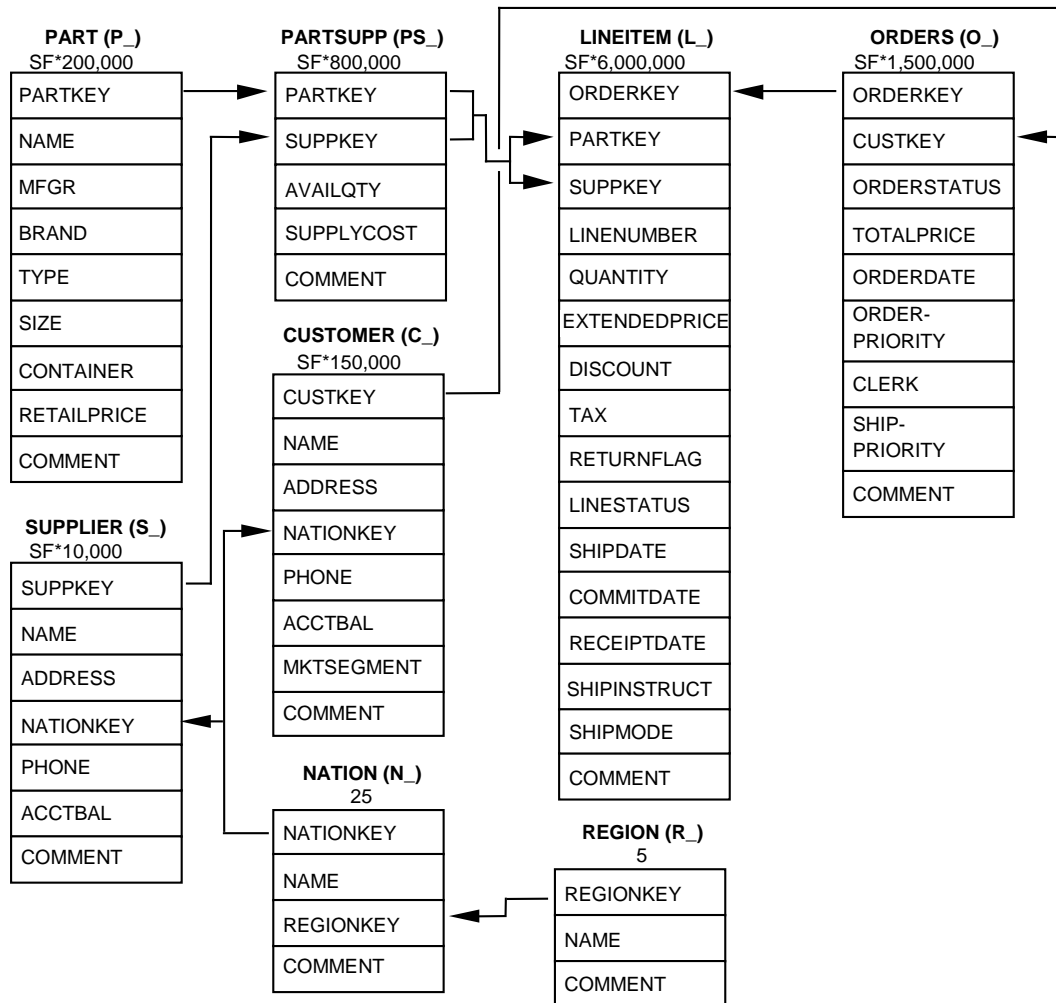 PART (P_)
SF*200,000
PARTKEY
NAME
MFGR
BRAND
TYPE
SIZE
CONTAINER
RETAILPRICE
COMMENT
SUPPLIER (S_)
SF*10,000
SUPPKEY
NAME
ADDRESS
NATIONKEY
PHONE
ACCTBAL
COMMENT
PARTSUPP (PS_)
SF*800,000
PARTKEY
SUPPKEY
AVAILQTY
SUPPLYCOST
COMMENT
CUSTOMER (C_)
SF*150,000
CUSTKEY
NAME
ADDRESS
NATIONKEY
PHONE
ACCTBAL
MKTSEGMENT
COMMENT
NATION (N_)
25
NATIONKEY
NAME
REGIONKEY
COMMENT
LINEITEM (L_)
SF*6,000,000
ORDERKEY
PARTKEY
SUPPKEY
LINENUMBER
QUANTITY
EXTENDEDPRICE
DISCOUNT
TAX
RETURNFLAG
LINESTATUS
SHIPDATE
COMMITDATE
RECEIPTDATE
SHIPINSTRUCT
SHIPMODE
COMMENT
REGION (R_)
5
REGIONKEY
NAME
COMMENT
ORDERS (O_)
SF*1,500,000
ORDERKEY
CUSTKEY
ORDERSTATUS
TOTALPRICE
ORDERDATE
ORDER-
PRIORITY
CLERK
SHIP-
PRIORITY
COMMENT